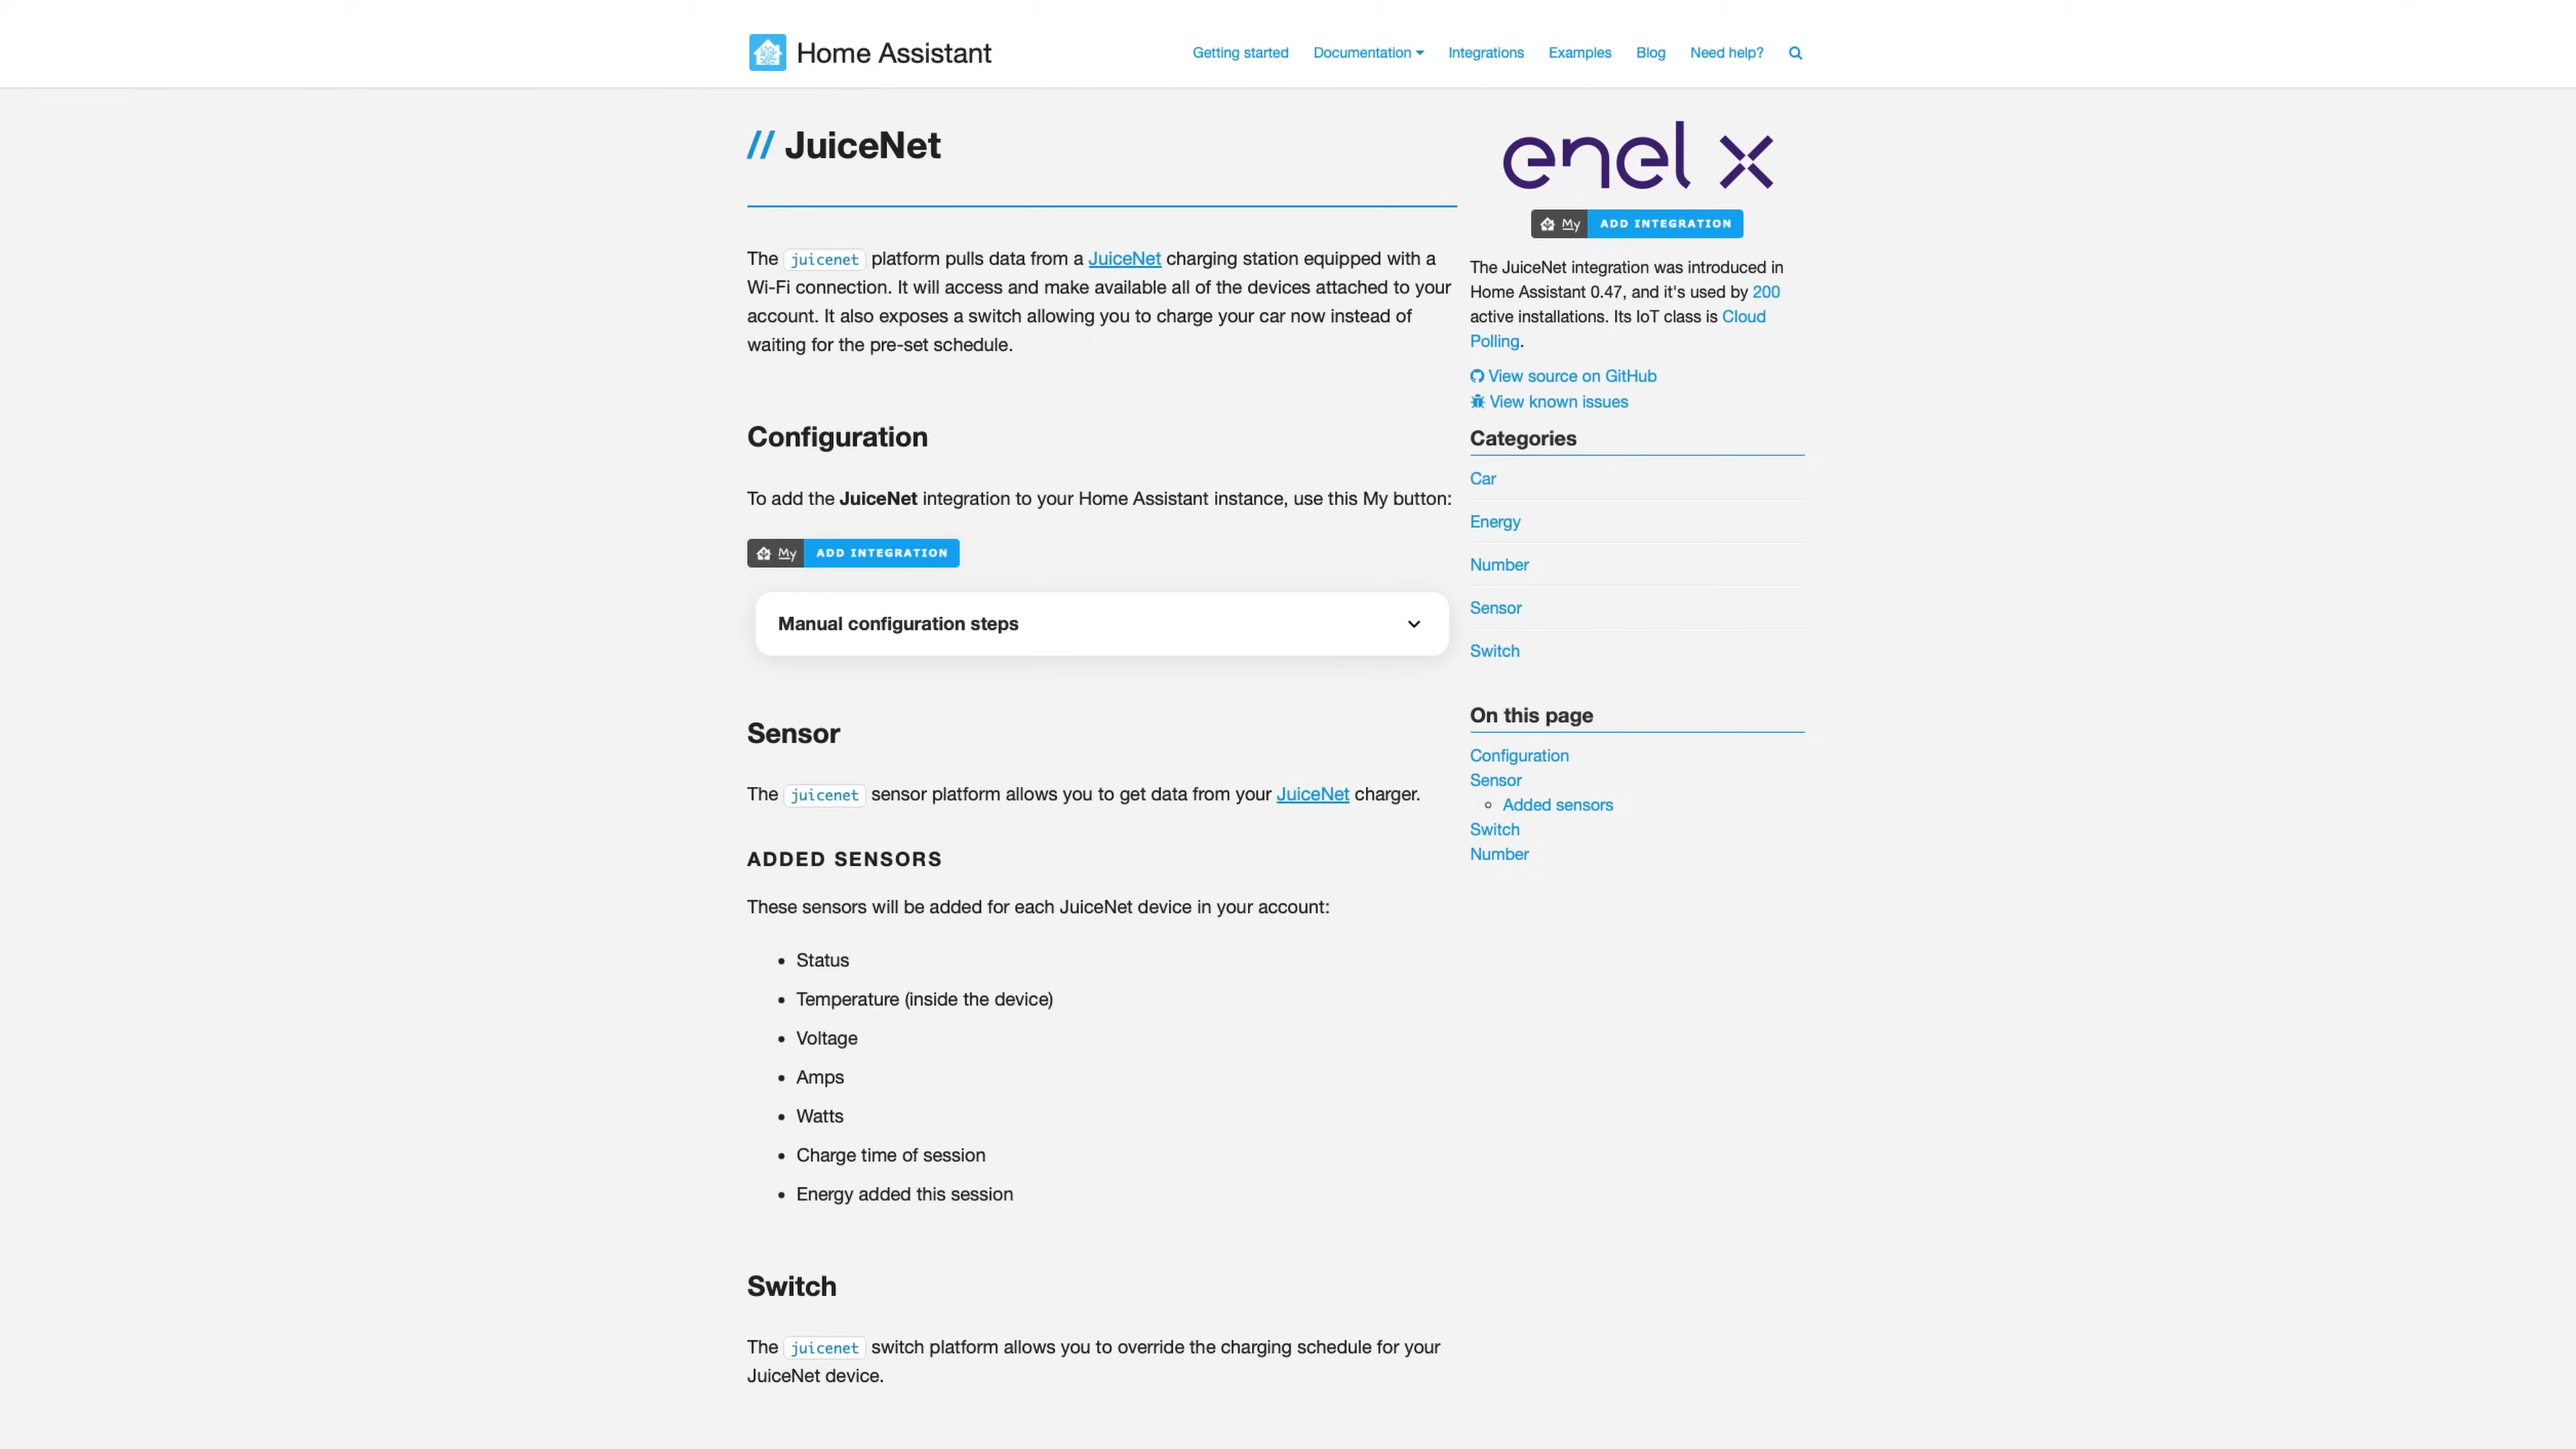 Home Assistant
Getting started
Documentation
Integrations
Examples
Blog
Need help?
// JuiceNet
The juicenet platform pulls data from a JuiceNet charging station equipped with a
Wi-Fi connection. It will access and make available all of the devices attached to your
account. It also exposes a switch allowing you to charge your car now instead of
waiting for the pre-set schedule.
Configuration
To add the JuiceNet integration to your Home Assistant instance, use this My button:
My ADD INTEGRATION
Manual configuration steps
Sensor
The juicenet sensor platform allows you to get data from your JuiceNet charger.
ADDED SENSORS
These sensors will be added for each JuiceNet device in your account:
• Status
• Temperature (inside the device)
• Voltage
• Amps
• Watts
• Charge time of session
• Energy added this session
Switch
The juicenet switch platform allows you to override the charging schedule for your
JuiceNet device.
enel x
My ADD INTEGRATION
The JuiceNet integration was introduced in
Home Assistant 0.47, and it's used by 200
active installations. Its IoT class is Cloud
Polling.
View source on GitHub
View known issues
Categories
Car
Energy
Number
Sensor
Switch
On this page
Configuration
Sensor
Added sensors
Switch
Number